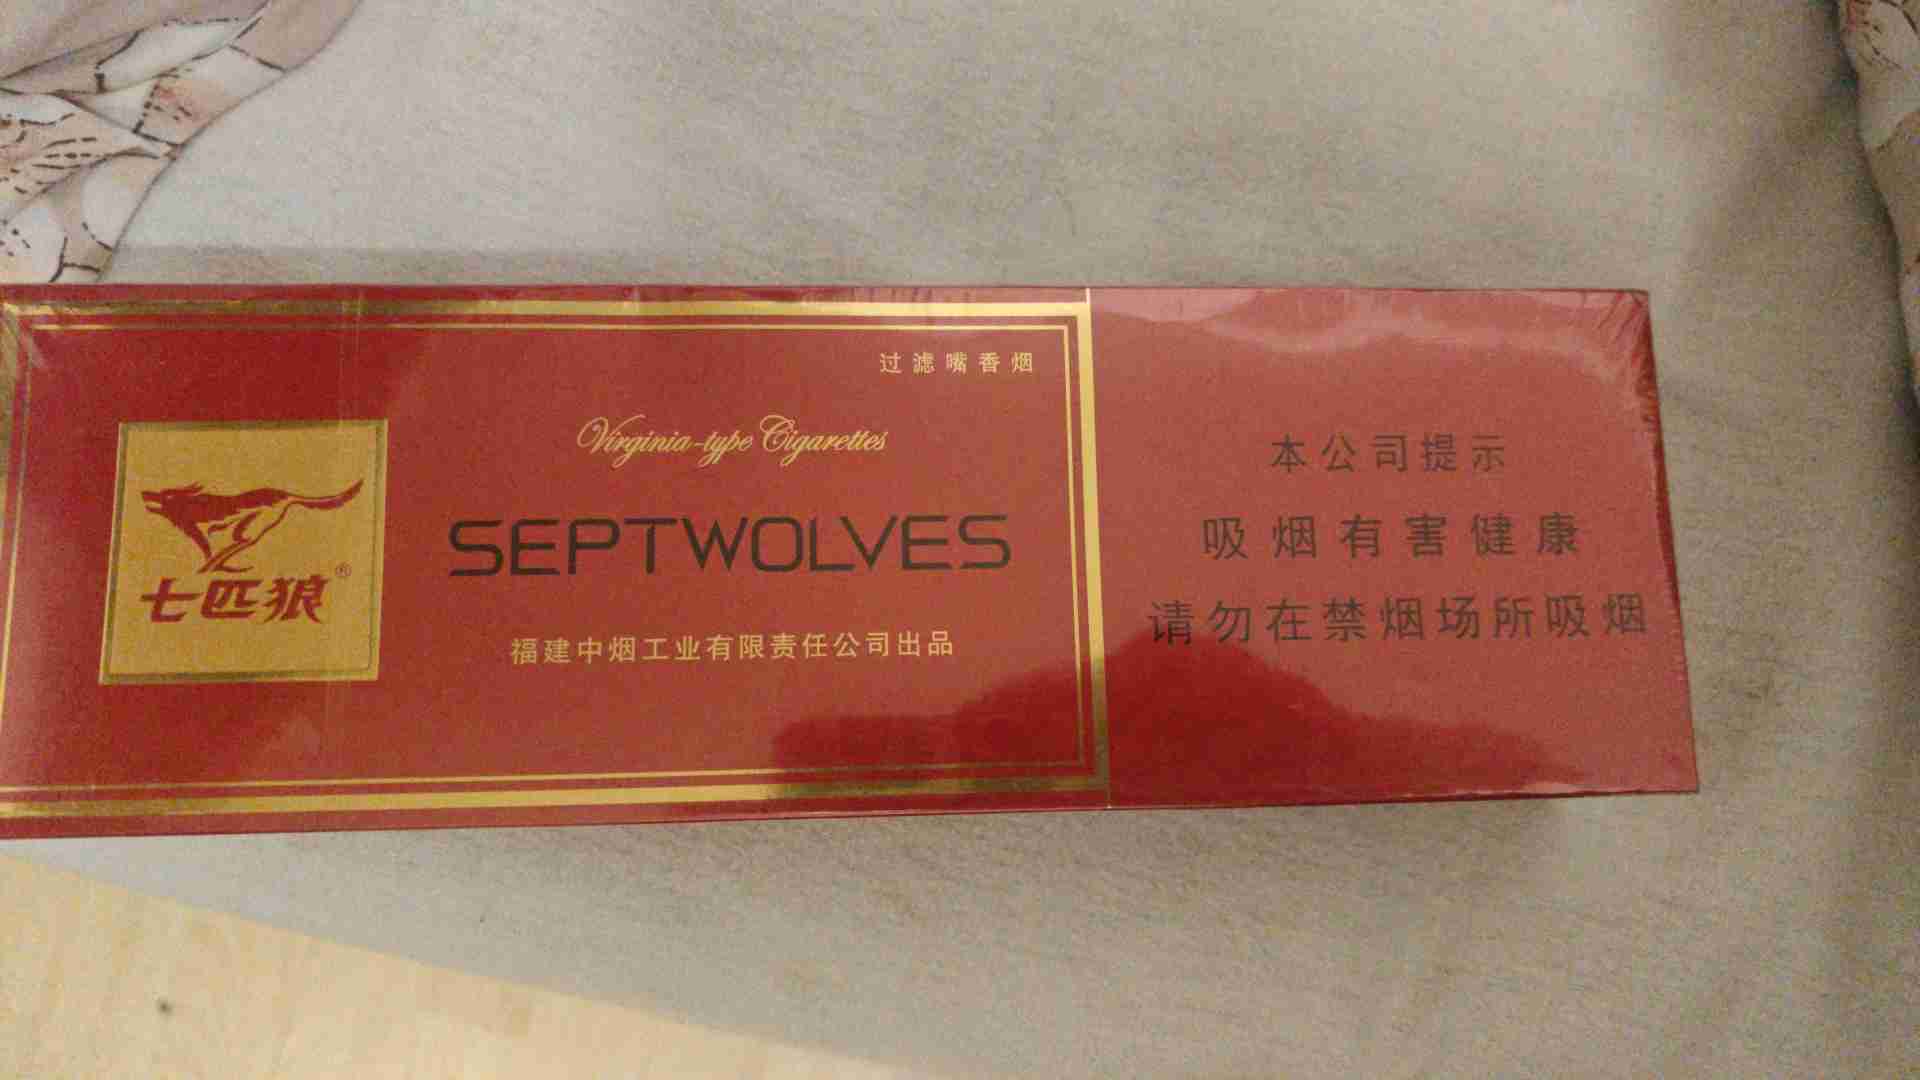 过滤嘴香烟
Virginia-type Cigarettes
SEPTWOLVES
七匹狼®
福建中烟工业有限责任公司出品
本公司提示
吸烟有害健康
请勿在禁烟场所吸烟